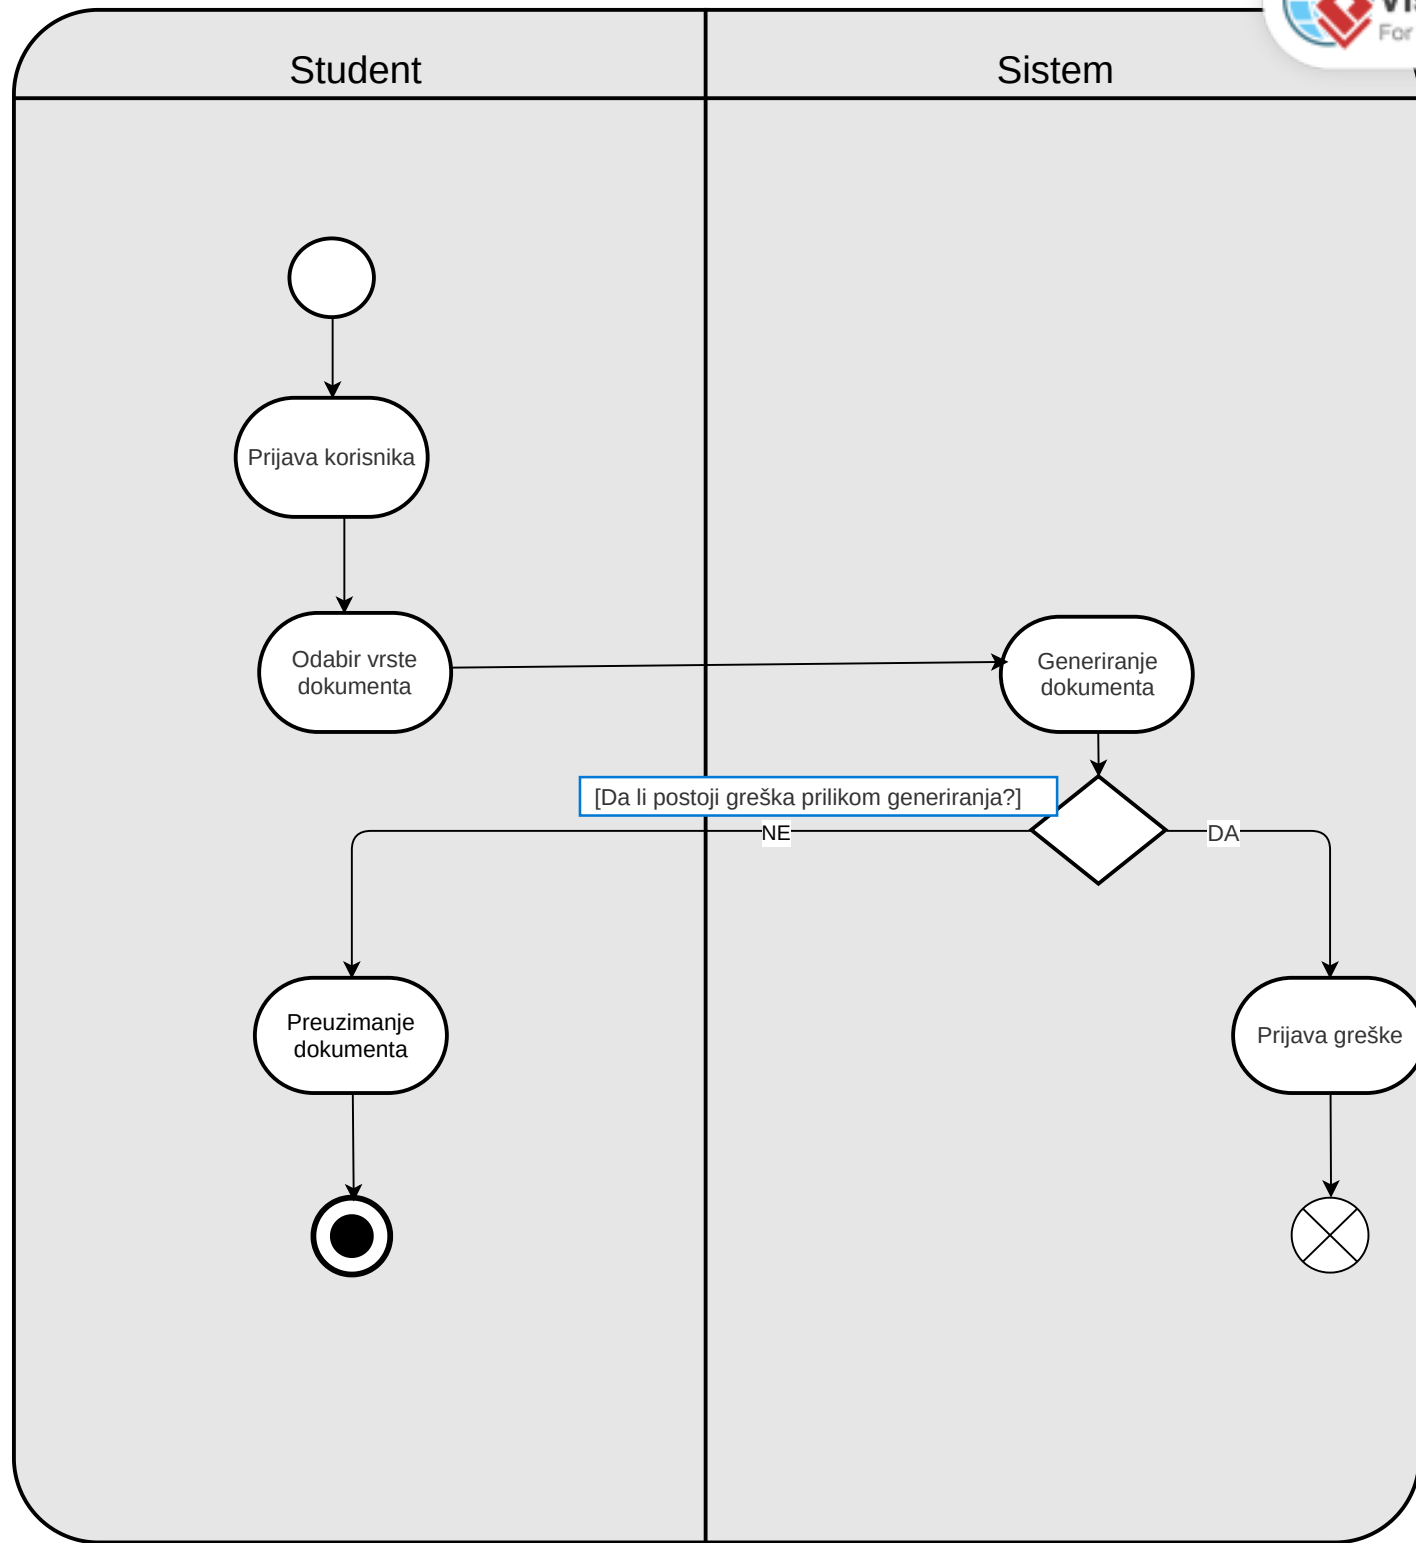 Student
Sistem
For
Prijava korisnika
Odabir vrste
dokumenta
Generiranje
dokumenta
[Da li postoji greška prilikom generiranja?]
NE
DA
Preuzimanje
dokumenta
Prijava greške